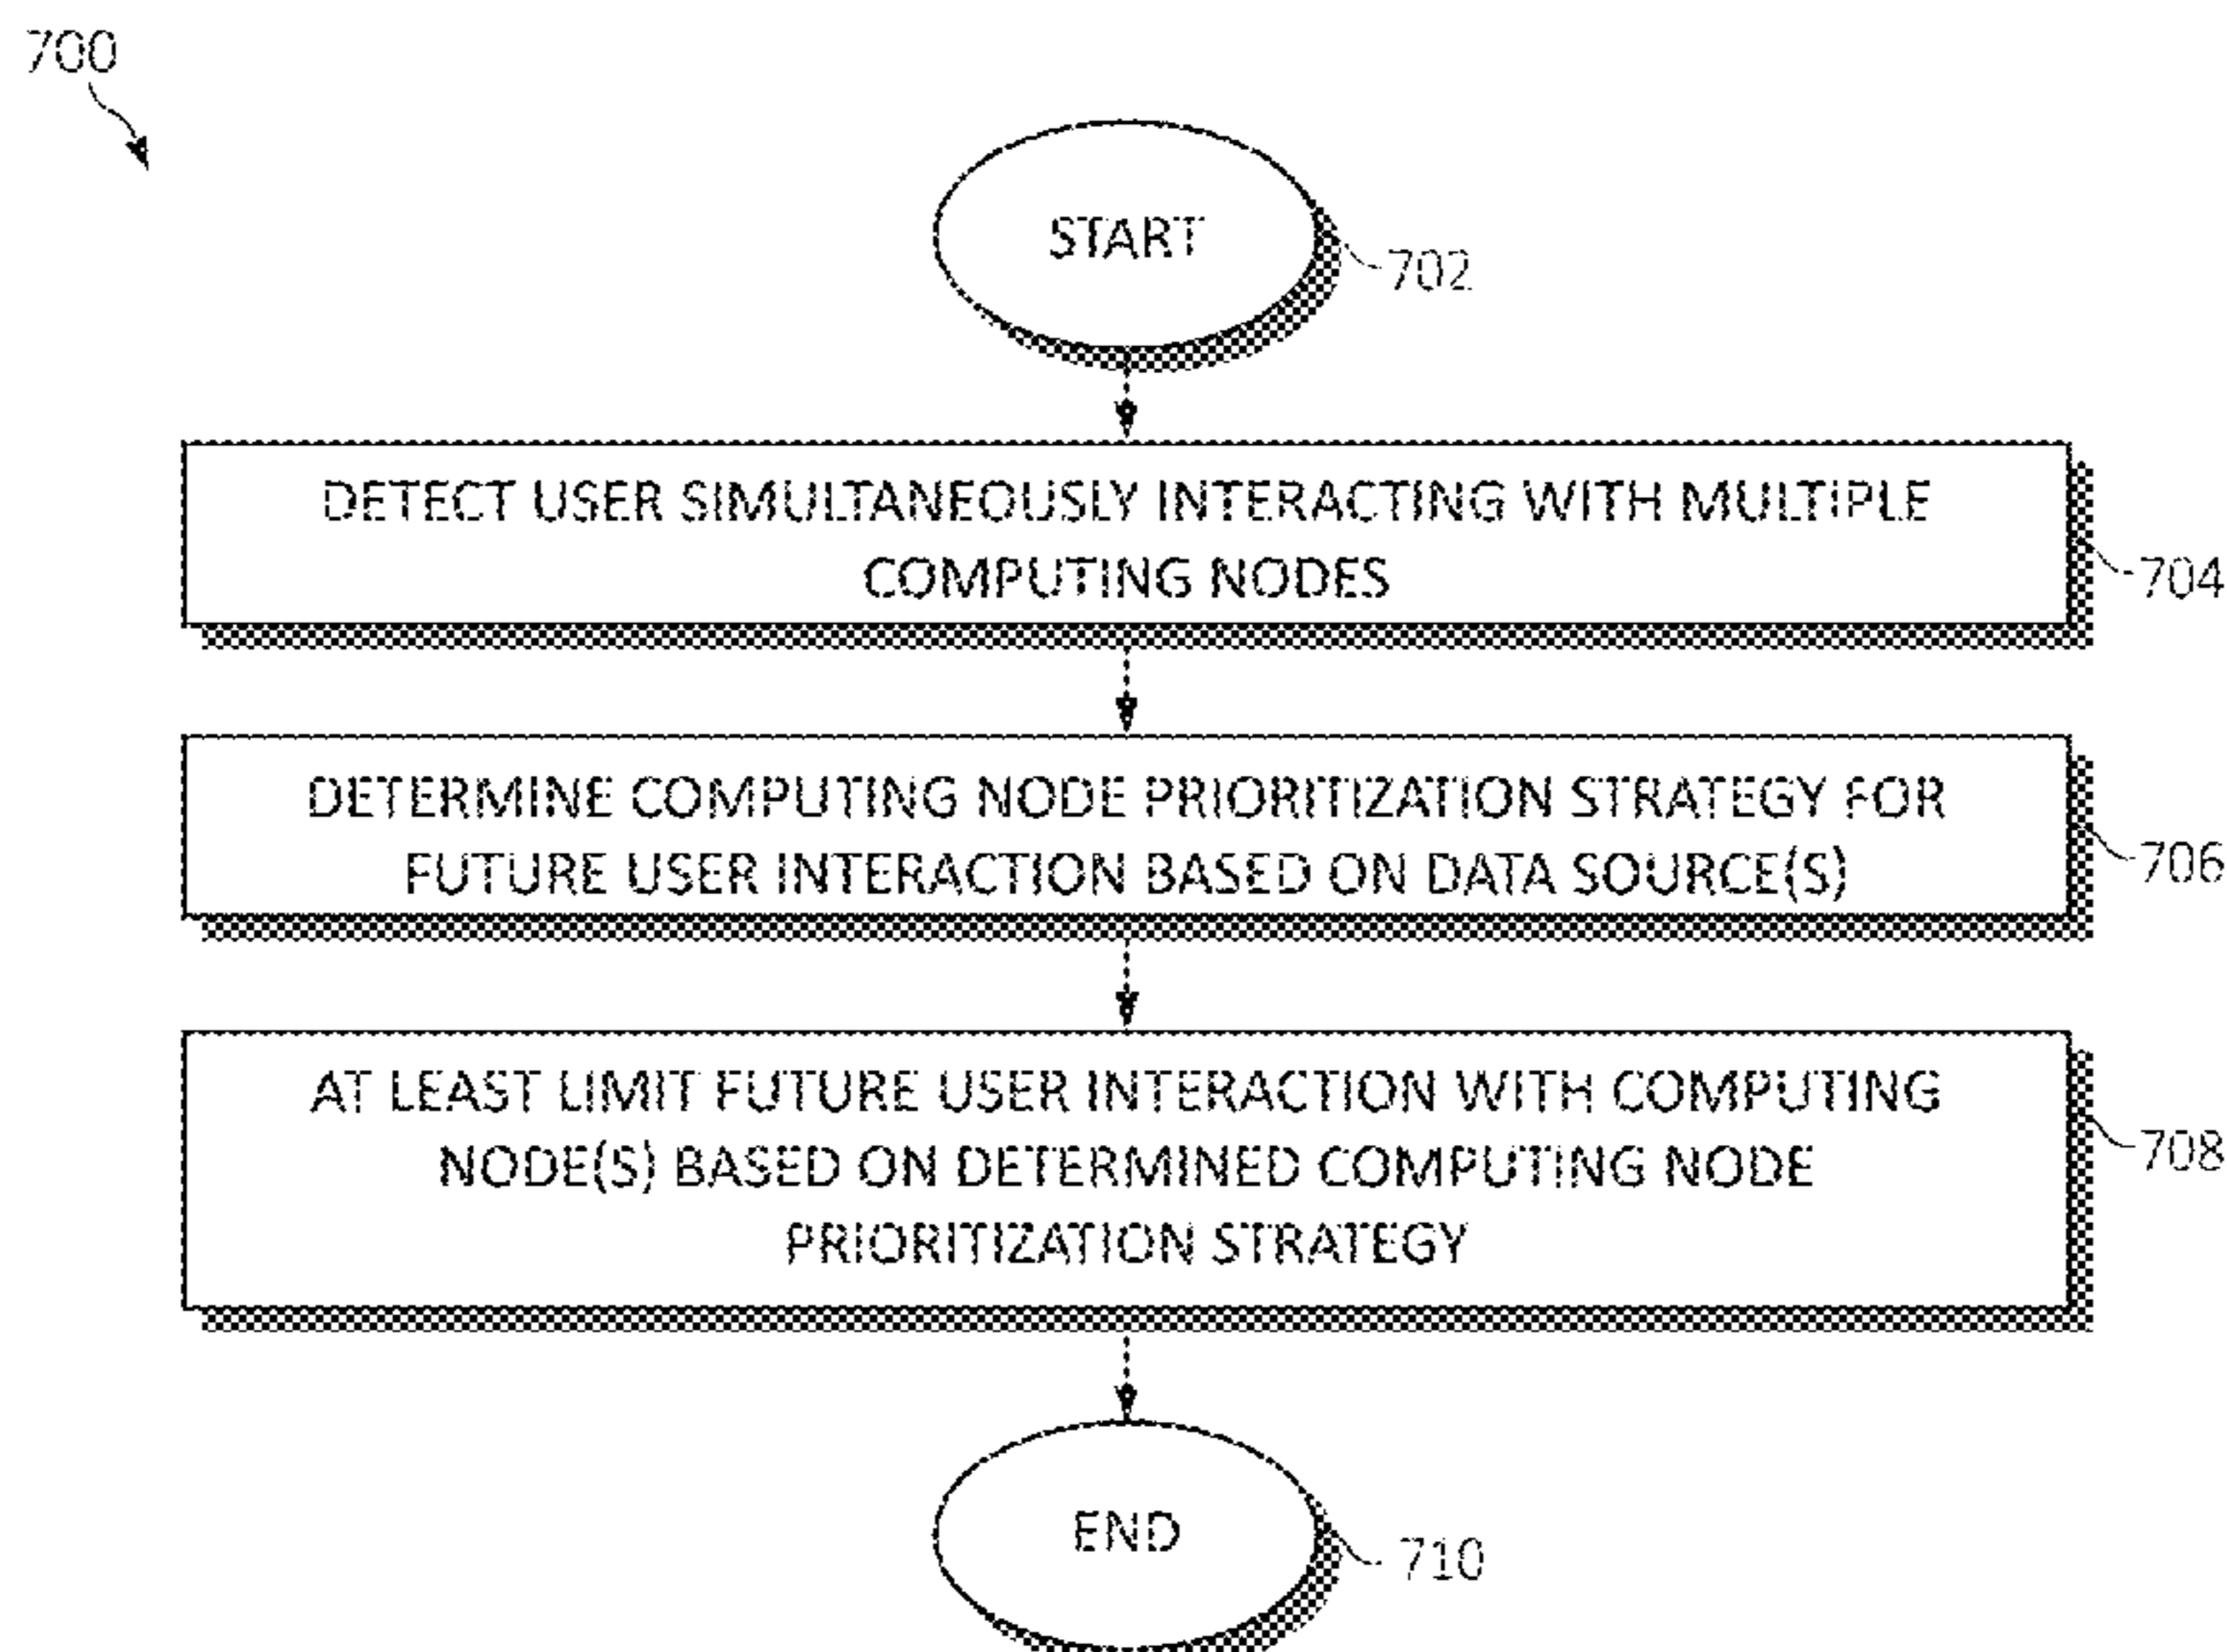 700
START
702
DETECT USER SIMULTANEOUSLY INTERACTING WITH MULTIPLE
COMPUTING NODES
704
DETERMINE COMPUTING NODE PRIORITIZATION STRATEGY FOR
FUTURE USER INTERACTION BASED ON DATA SOURCE(S)
706
AT LEAST LIMIT FUTURE USER INTERACTION WITH COMPUTING
NODE(S) BASED ON DETERMINED COMPUTING NODE
PRIORITIZATION STRATEGY
708
END
710